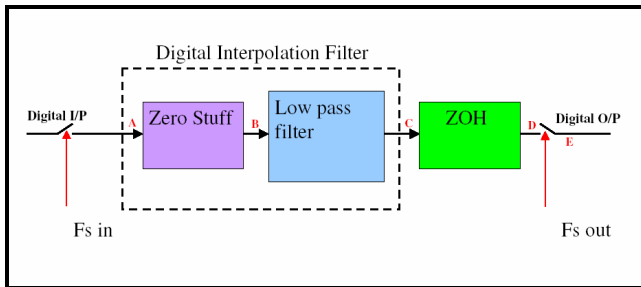 Digital Interpolation Filter
Digital I/P
A
Zero Stuff
B
Low pass
filter
C
ZOH
D
Digital O/P
E
Fs in
Fs out